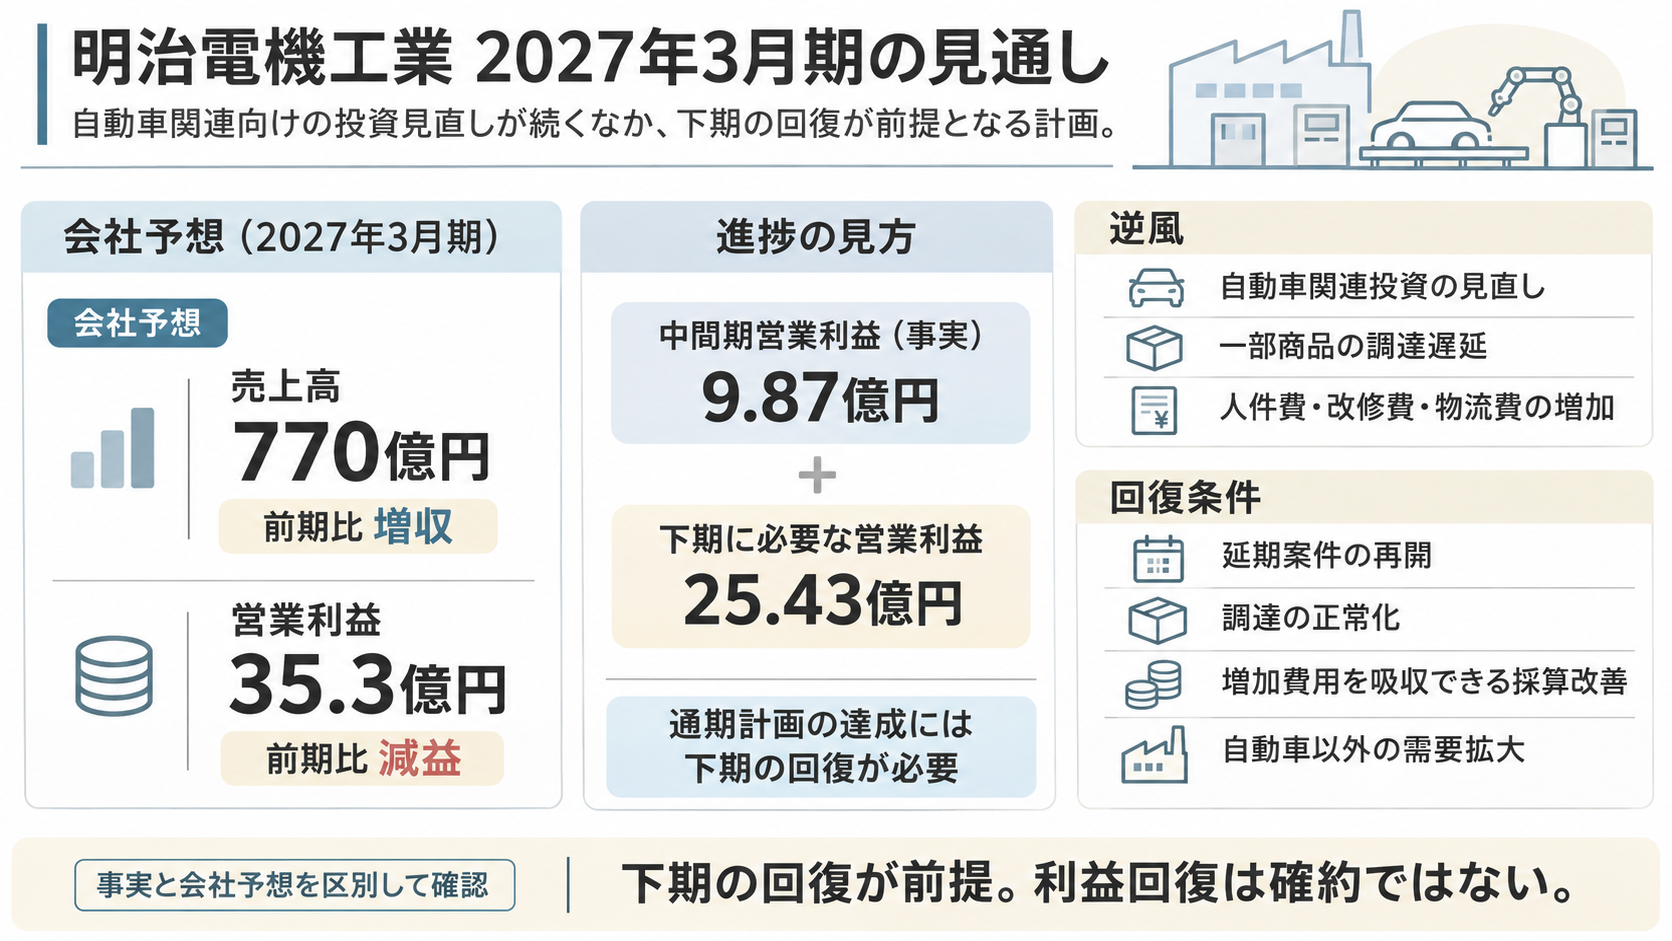 明治電機工業 2027年3月期の見通し
自動車関連向けの投資見直しが続くなか、下期の回復が前提となる計画。
会社予想（2027年3月期）
会社予想
売上高
770億円
前期比 増収
営業利益
35.3億円
前期比 減益
進捗の見方
中間期営業利益（事実）
9.87億円
+
下期に必要な営業利益
25.43億円
通期計画の達成には
下期の回復が必要
逆風
自動車関連投資の見直し
一部商品の調達遅延
¥
人件費・改修費・物流費の増加
回復条件
延期案件の再開
調達の正常化
増加費用を吸収できる採算改善
自動車以外の需要拡大
事実と会社予想を区別して確認
下期の回復が前提。利益回復は確約ではない。